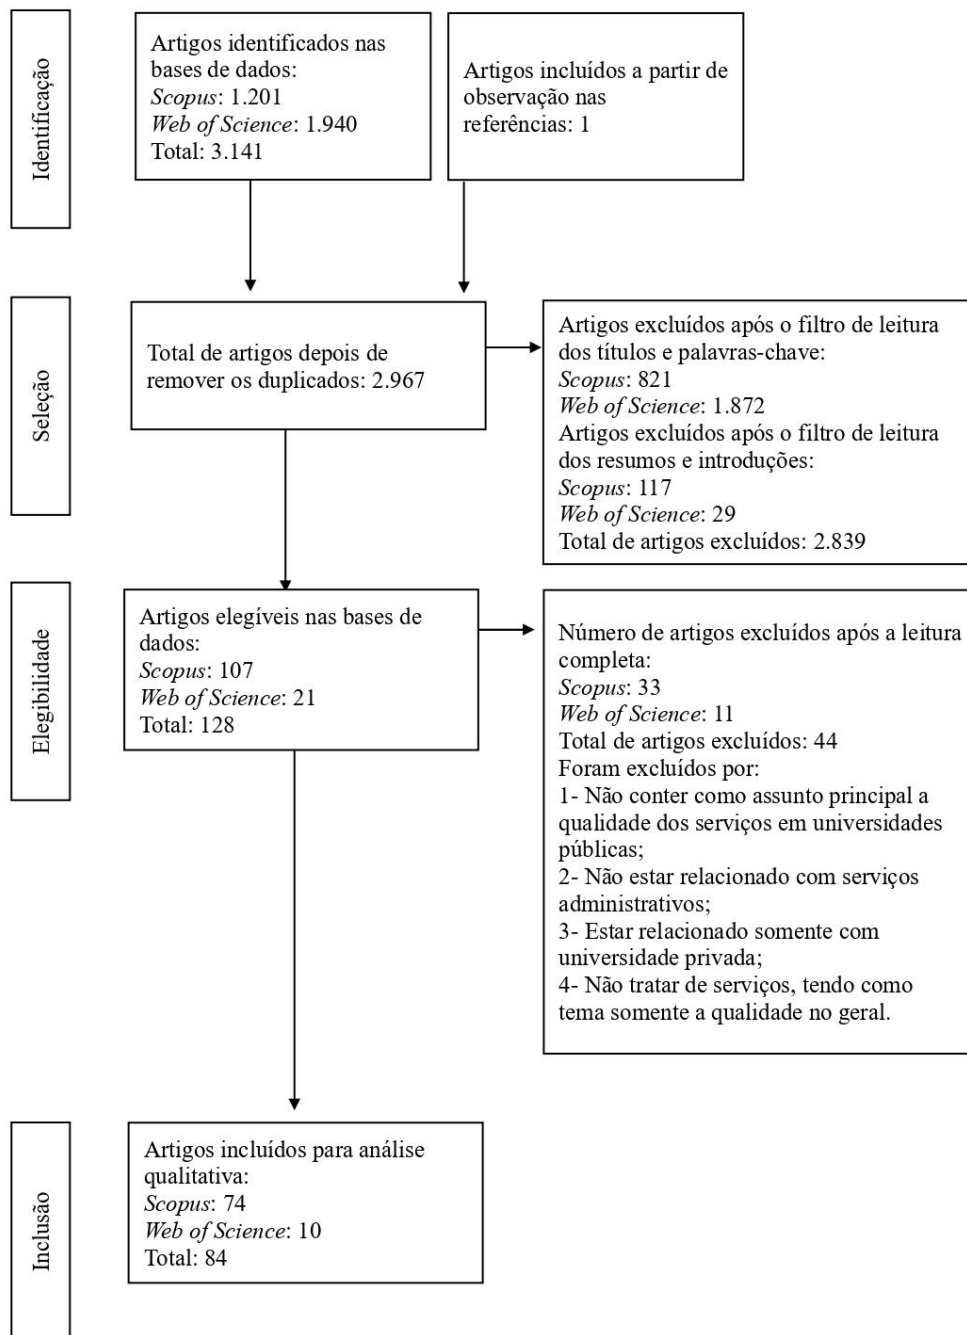 Identificação
Artigos identificados nas
bases de dados:
Scopus: 1.201
Web of Science: 1.940
Total: 3.141
Artigos incluídos a partir de
observação nas
referências: 1
Seleção
Total de artigos depois de
remover os duplicados: 2.967
Artigos excluídos após o filtro de leitura
dos títulos e palavras-chave:
Scopus: 821
Web of Science: 1.872
Artigos excluídos após o filtro de leitura
dos resumos e introduções:
Scopus: 117
Web of Science: 29
Total de artigos excluídos: 2.839
Elegibilidade
Artigos elegíveis nas bases de
dados:
Scopus: 107
Web of Science: 21
Total: 128
Número de artigos excluídos após a leitura
completa:
Scopus: 33
Web of Science: 11
Total de artigos excluídos: 44
Foram excluídos por:
1- Não conter como assunto principal a
qualidade dos serviços em universidades
públicas;
2- Não estar relacionado com serviços
administrativos;
3- Estar relacionado somente com
universidade privada;
4- Não tratar de serviços, tendo como
tema somente a qualidade no geral.
Inclusão
Artigos incluídos para análise
qualitativa:
Scopus: 74
Web of Science: 10
Total: 84